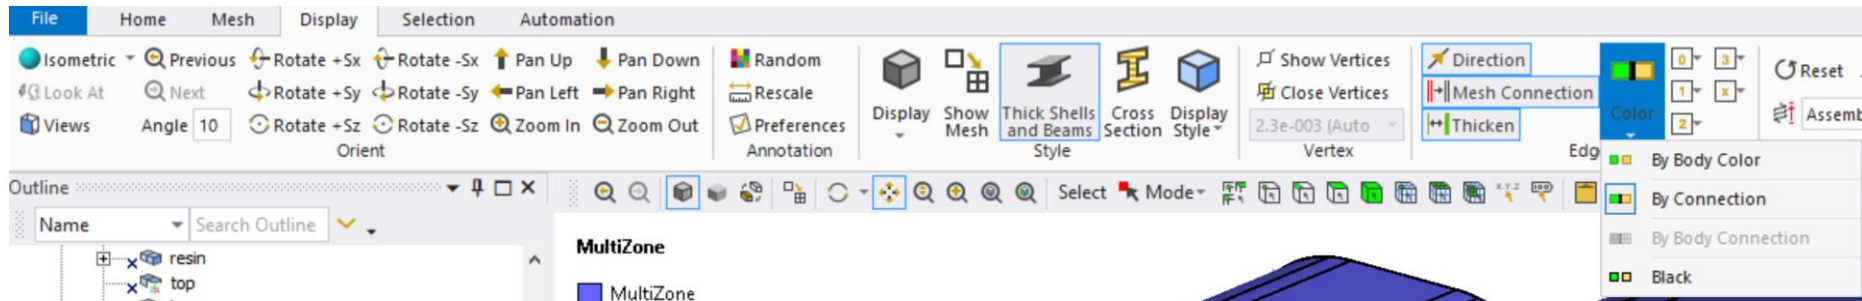 File Home Mesh Display Selection Automation
Isometric Previous Rotate +Sx Rotate -Sx Pan Up Pan Down Random Show Vertices Direction 0 3 Reset
Look At Next Rotate +Sy Rotate -Sy Pan Left Pan Right Rescale Display Show Mesh Thick Shells and Beams Cross Section Display Style Close Vertices Mesh Connection Color 1 x
Views Angle 10 Rotate +Sz Rotate -Sz Zoom In Zoom Out Preferences 2.3e-003 (Auto Thicken 2 Assemb
Orient Annotation Style Vertex Edg
By Body Color
Outline Select Mode
By Connection
Name Search Outline
By Body Connection
resin MultiZone
top MultiZone
Black